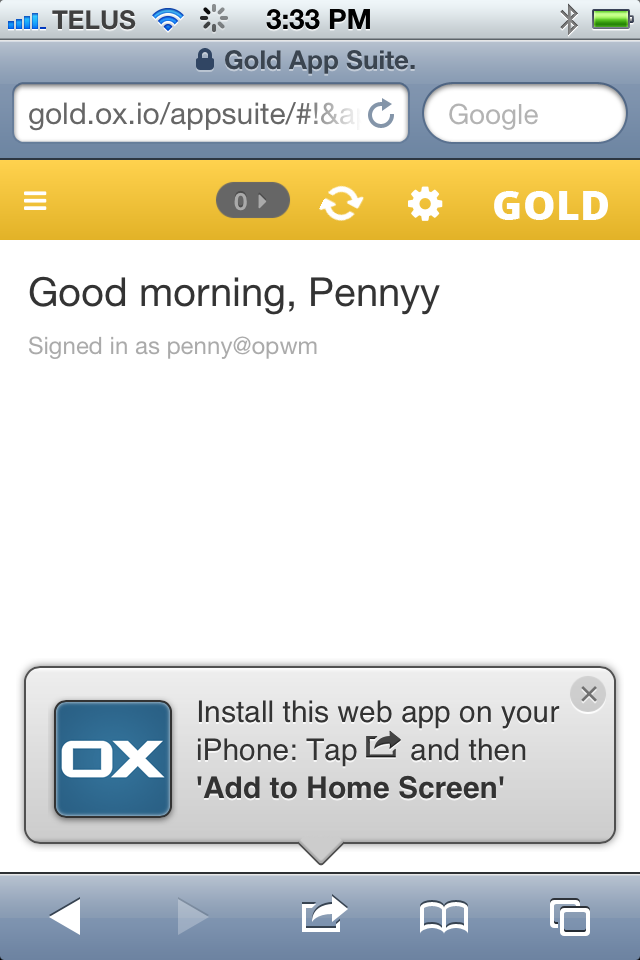 TELUS 3:33 PM
Gold App Suite.
gold.ox.io/appsuite/#!&a
Google
0 GOLD
Good morning, Pennyy
Signed in as penny@opwm
Install this web app on your
iPhone: Tap and then
'Add to Home Screen'
OX